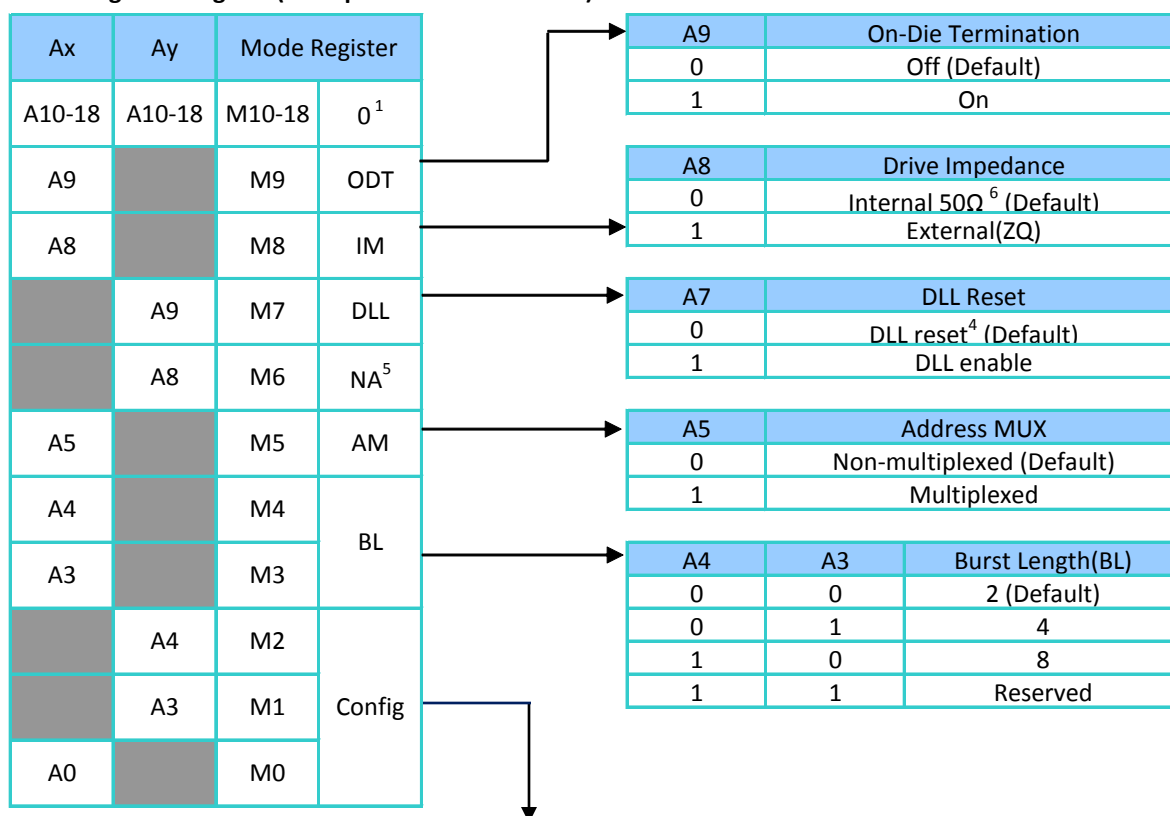 Ax Ay Mode Register
A10-18 A10-18 M10-18 0¹
A9 M9 ODT
A8 M8 IM
A9 M7 DLL
A8 M6 NA⁵
A5 M5 AM
A4 M4 BL
A3 M3
A4 M2 Config
A3 M1
A0 M0
A9 On-Die Termination
0 Off (Default)
1 On
A8 Drive Impedance
0 Internal 50Ω ⁶ (Default)
1 External(ZQ)
A7 DLL Reset
0 DLL reset⁴ (Default)
1 DLL enable
A5 Address MUX
0 Non-multiplexed (Default)
1 Multiplexed
A4 A3 Burst Length(BL)
0 0 2 (Default)
0 1 4
1 0 8
1 1 Reserved